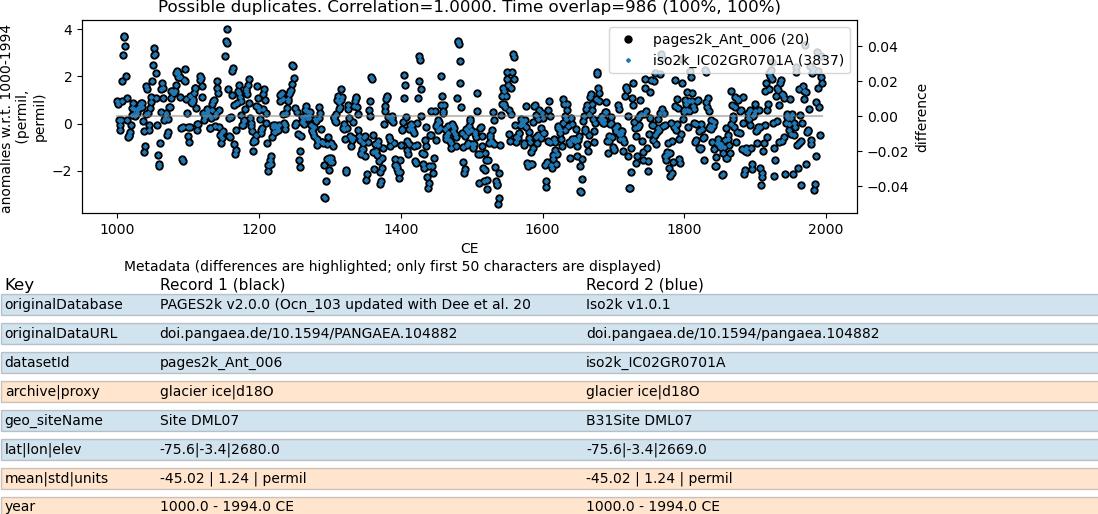 Possible duplicates. Correlation=1.0000. Time overlap=986 (100%, 100%)
anomalies w.r.t. 1000-1994
(permil,
permil)
4
2
0
−2
pages2k_Ant_006 (20)
iso2k_IC02GR0701A (3837)
0.04
0.02
0.00
−0.02
−0.04
difference
1000 1200 1400 1600 1800 2000
CE
Metadata (differences are highlighted; only first 50 characters are displayed)
Key Record 1 (black) Record 2 (blue)
originalDatabase PAGES2k v2.0.0 (Ocn_103 updated with Dee et al. 20 Iso2k v1.0.1
originalDataURL doi.pangaea.de/10.1594/PANGAEA.104882 doi.pangaea.de/10.1594/pangaea.104882
datasetId pages2k_Ant_006 iso2k_IC02GR0701A
archive|proxy glacier ice|d18O glacier ice|d18O
geo_siteName Site DML07 B31Site DML07
lat|lon|elev -75.6|-3.4|2680.0 -75.6|-3.4|2669.0
mean|std|units -45.02 | 1.24 | permil -45.02 | 1.24 | permil
year 1000.0 - 1994.0 CE 1000.0 - 1994.0 CE